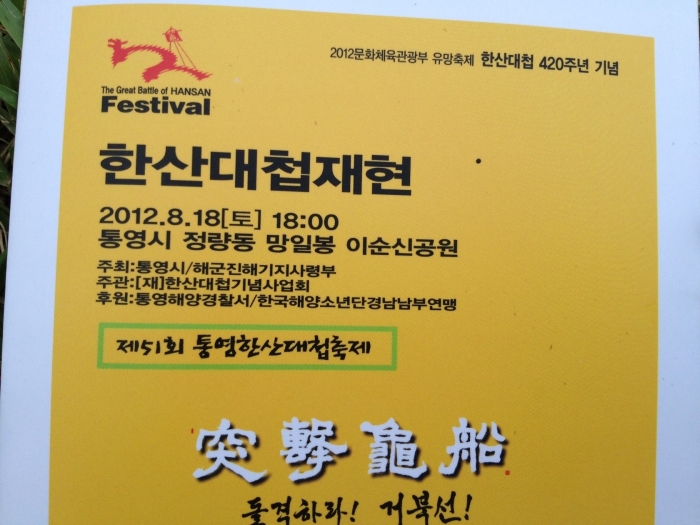 2012문화체육관광부 유망축제 한산대첩 420주년 기념
The Great Battle of HANSAN
Festival
한산대첩재현
2012.8.18[토] 18:00
통영시 정량동 망일봉 이순신공원
주최:통영시/해군진해기지사령부
주관:[재]한산대첩기념사업회
후원:통영해양경찰서/한국해양소년단경남남부연맹
제51회 통영한산대첩축제
突擊龜船
돌격하라! 거북선!